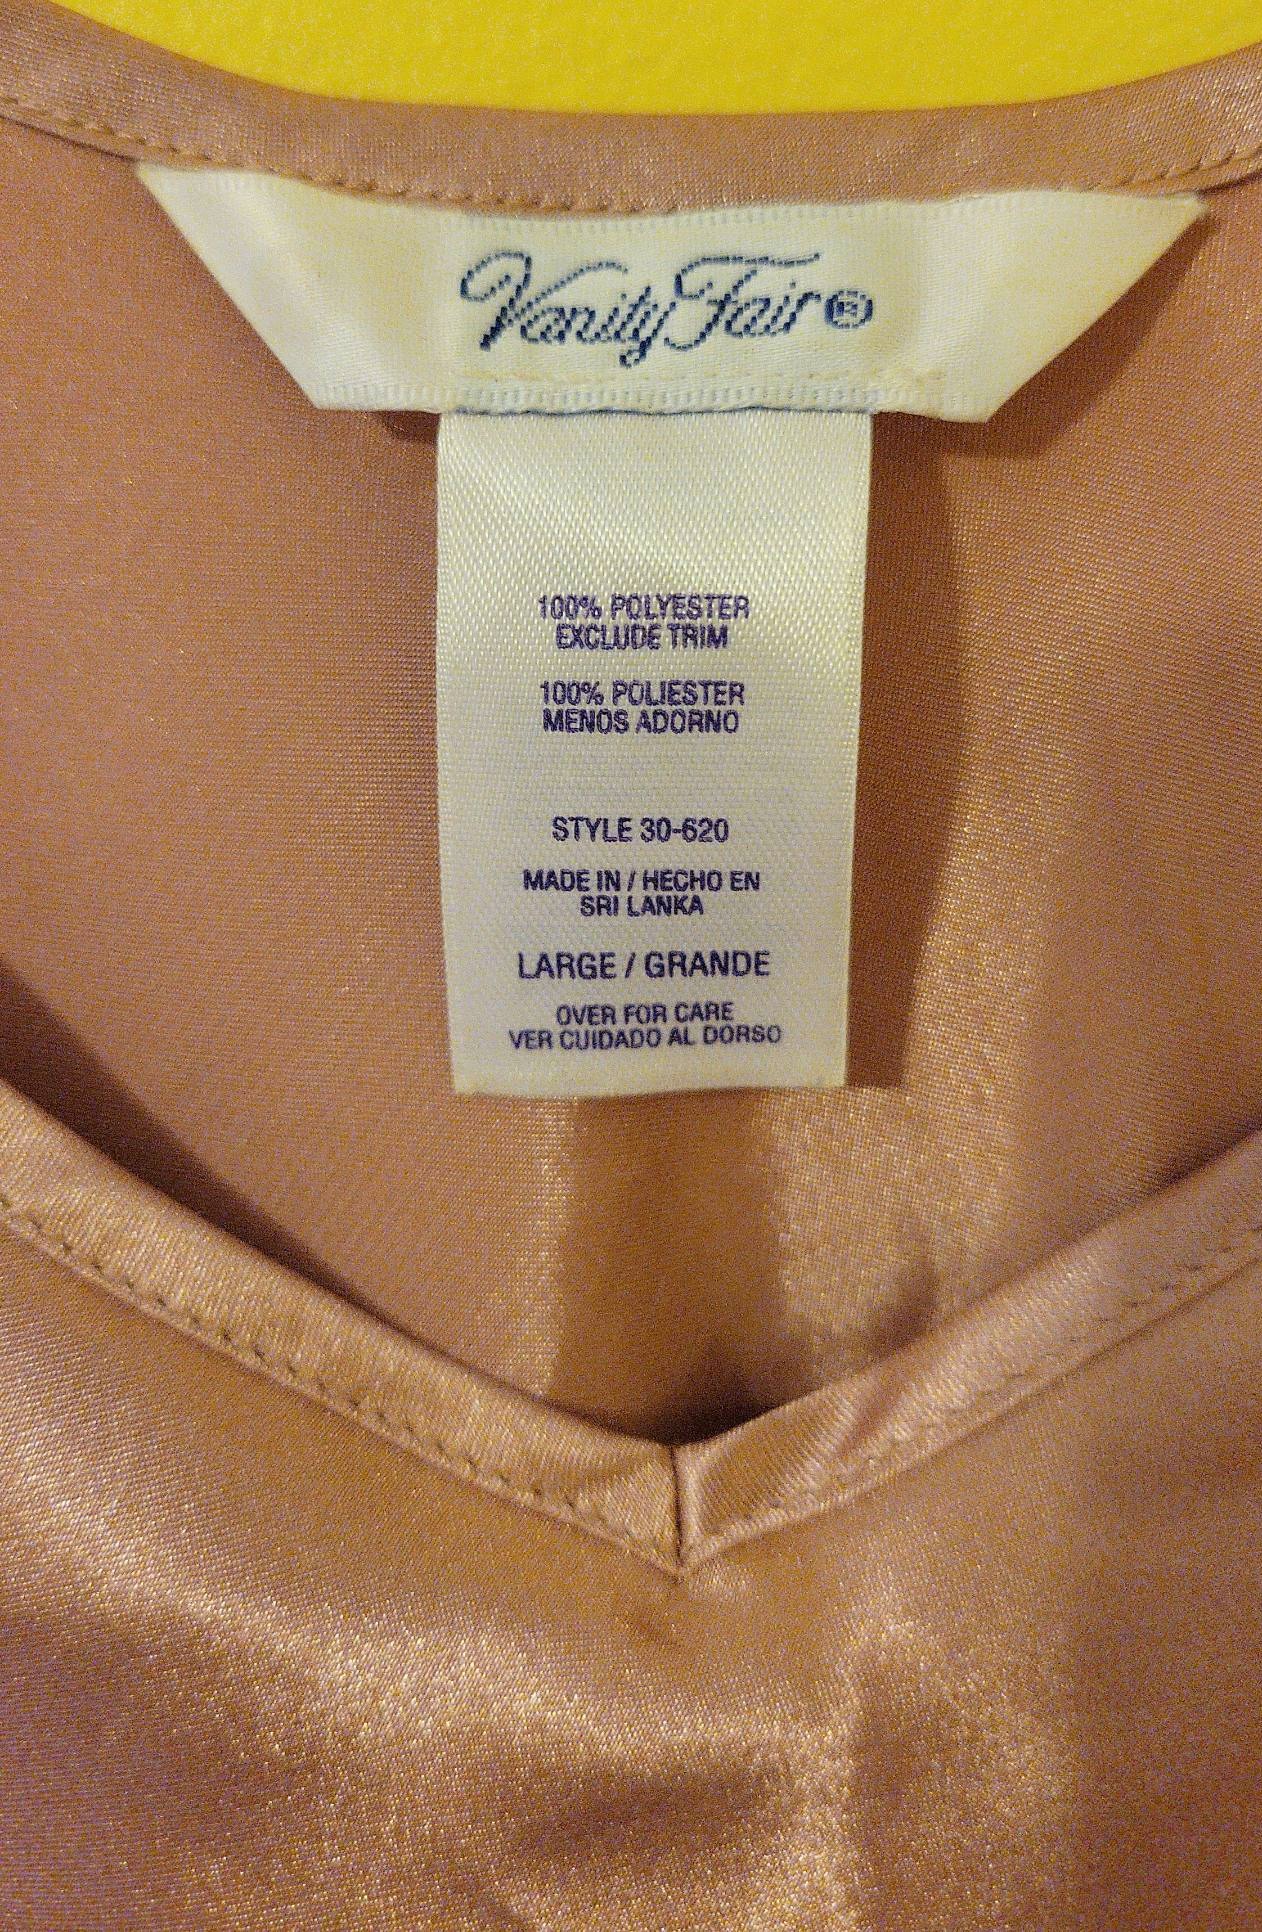 Vanity Fair®
100% POLYESTER
EXCLUDE TRIM
100% POLIESTER
MENOS ADORNO
STYLE 30-620
MADE IN / HECHO EN
SRI LANKA
LARGE / GRANDE
OVER FOR CARE
VER CUIDADO AL DORSO